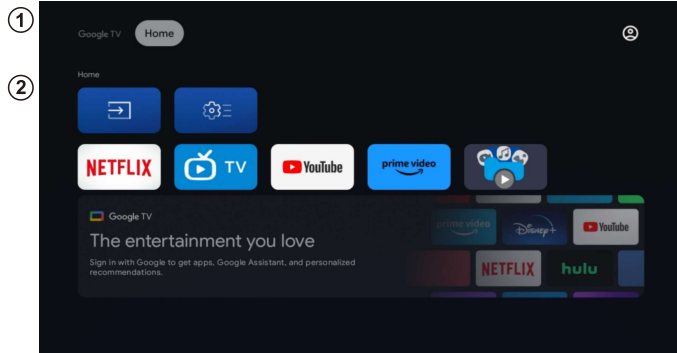 1
Google TV Home
2
Home
NETFLIX TV YouTube prime video
Google TV
The entertainment you love
Sign in with Google to get apps, Google Assistant, and personalized
recommendations.
prime video Disney+ YouTube
NETFLIX hulu